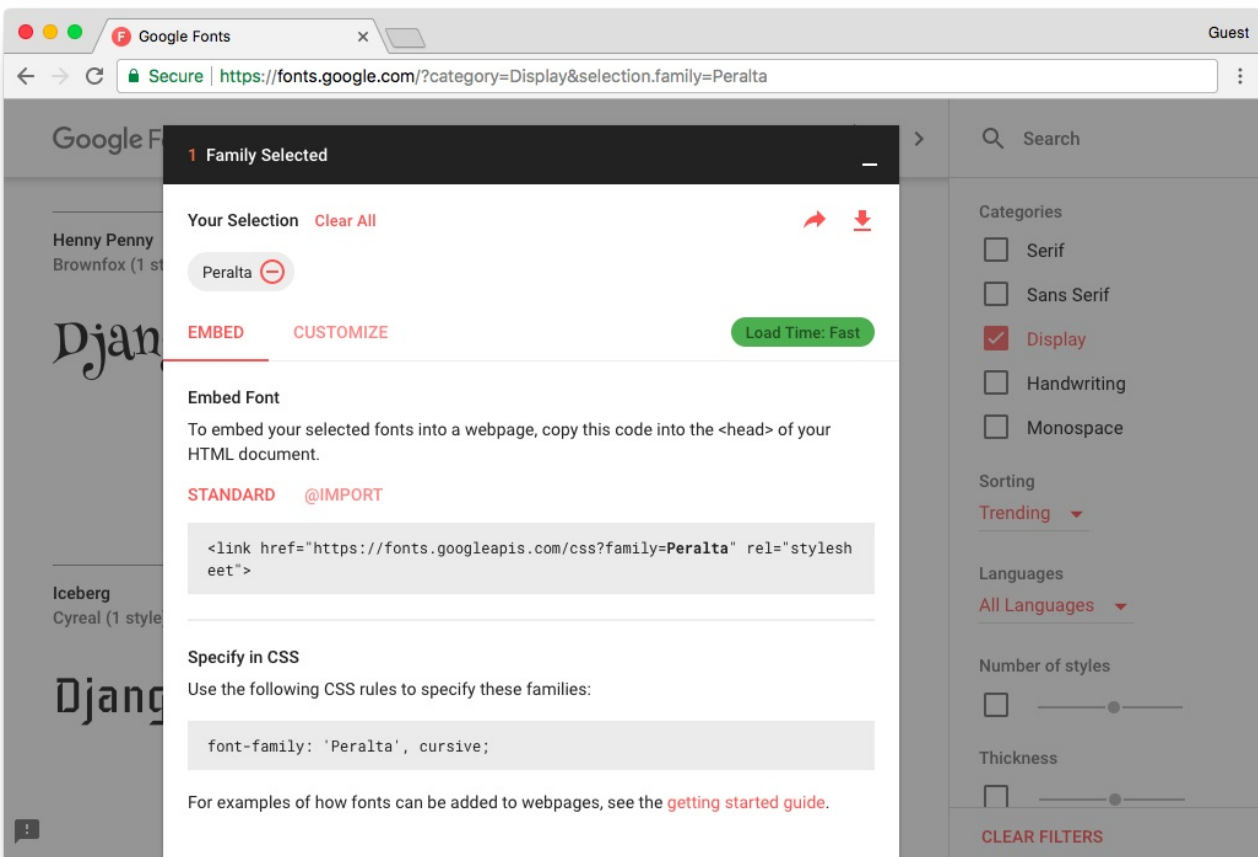 Google Fonts
Guest
Secure | https://fonts.google.com/?category=Display&selection.family=Peralta
Google F
1 Family Selected
Search
Your Selection Clear All
Peralta
EMBED CUSTOMIZE Load Time: Fast
Embed Font
To embed your selected fonts into a webpage, copy this code into the <head> of your
HTML document.
STANDARD @IMPORT
<link href="https://fonts.googleapis.com/css?family=Peralta" rel="stylesh
eet">
Specify in CSS
Use the following CSS rules to specify these families:
font-family: 'Peralta', cursive;
For examples of how fonts can be added to webpages, see the getting started guide.
Henny Penny
Brownfox (1 st
Djan
Iceberg
Cyreal (1 style
Djang
Categories
Serif
Sans Serif
Display
Handwriting
Monospace
Sorting
Trending
Languages
All Languages
Number of styles
Thickness
CLEAR FILTERS